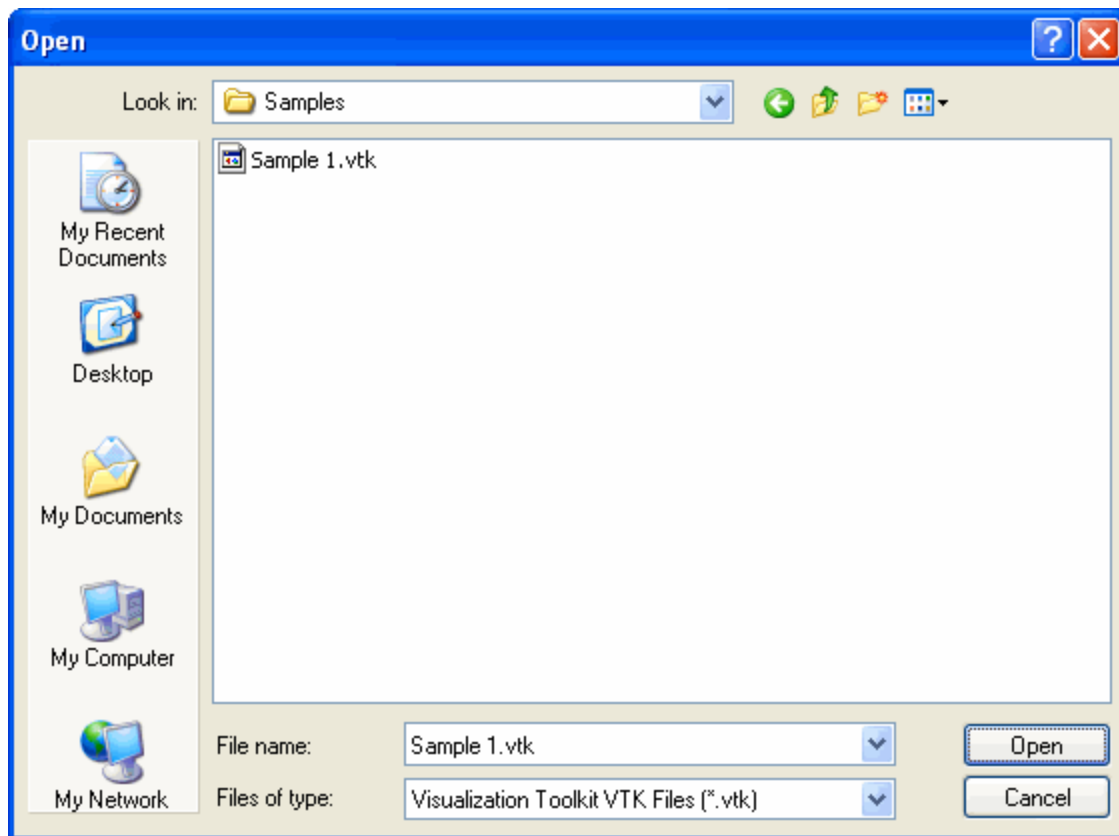 Open
Look in:
Samples
Sample 1.vtk
My Recent
Documents
Desktop
My Documents
My Computer
My Network
File name:
Sample 1.vtk
Open
Files of type:
Visualization Toolkit VTK Files (*.vtk)
Cancel